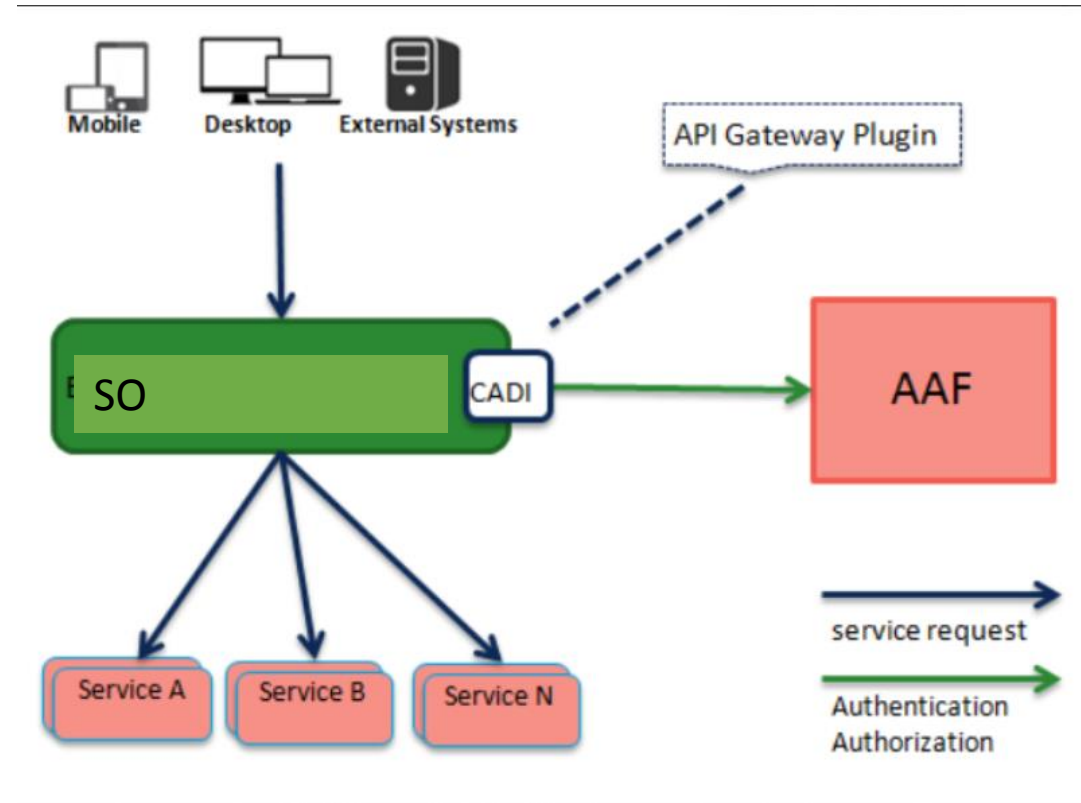 Mobile
Desktop
External Systems
API Gateway Plugin
SO
CADI
AAF
service request
Service A
Service B
Service N
Authentication
Authorization